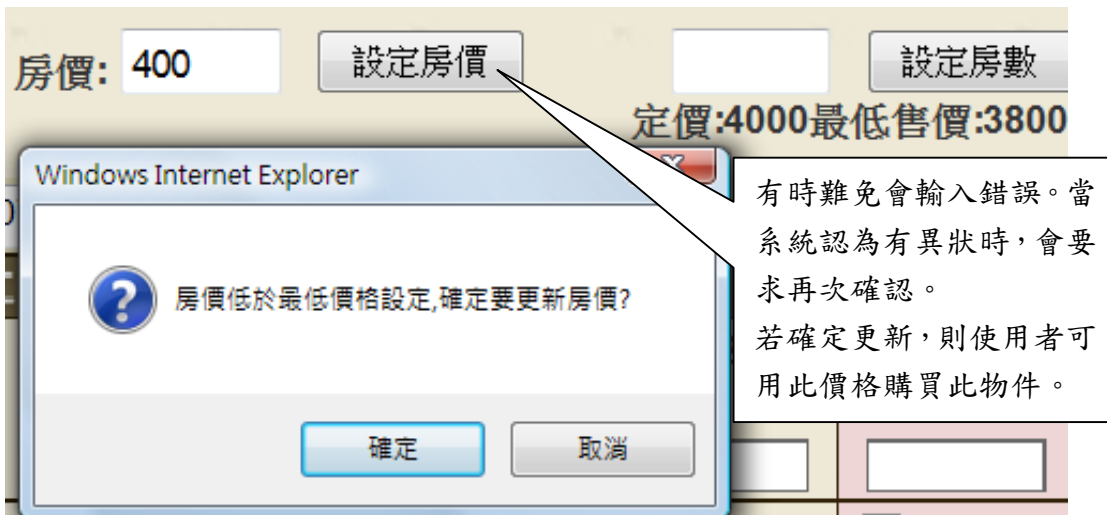 房價: 400 設定房價 設定房數
定價:4000最低售價:3800
Windows Internet Explorer
房價低於最低價格設定,確定要更新房價?
確定 取消
有時難免會輸入錯誤。當
系統認為有異狀時,會要
求再次確認。
若確定更新,則使用者可
用此價格購買此物件。